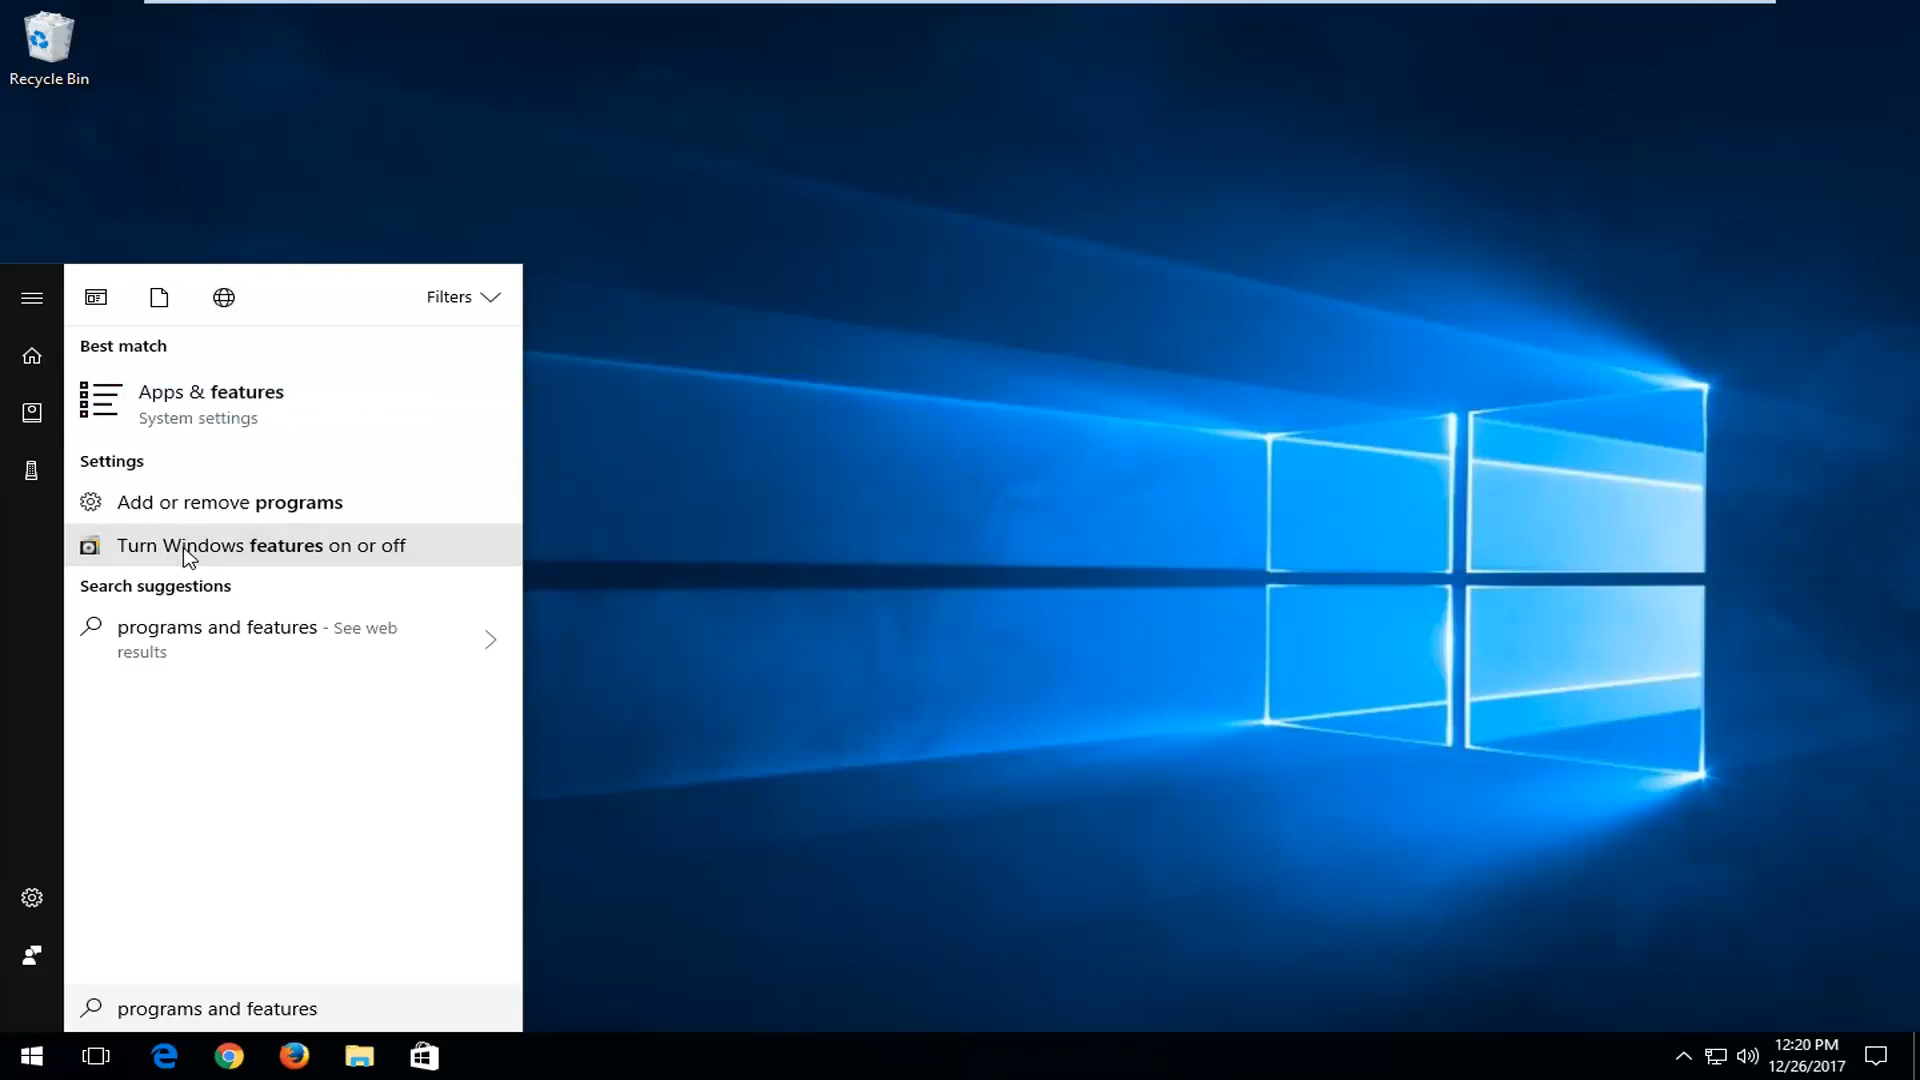 Recycle Bin
Filters
Best match
Apps & features
System settings
Settings
Add or remove programs
Turn Windows features on or off
Search suggestions
programs and features - See web
results
programs and features
12:20 PM
12/26/2017